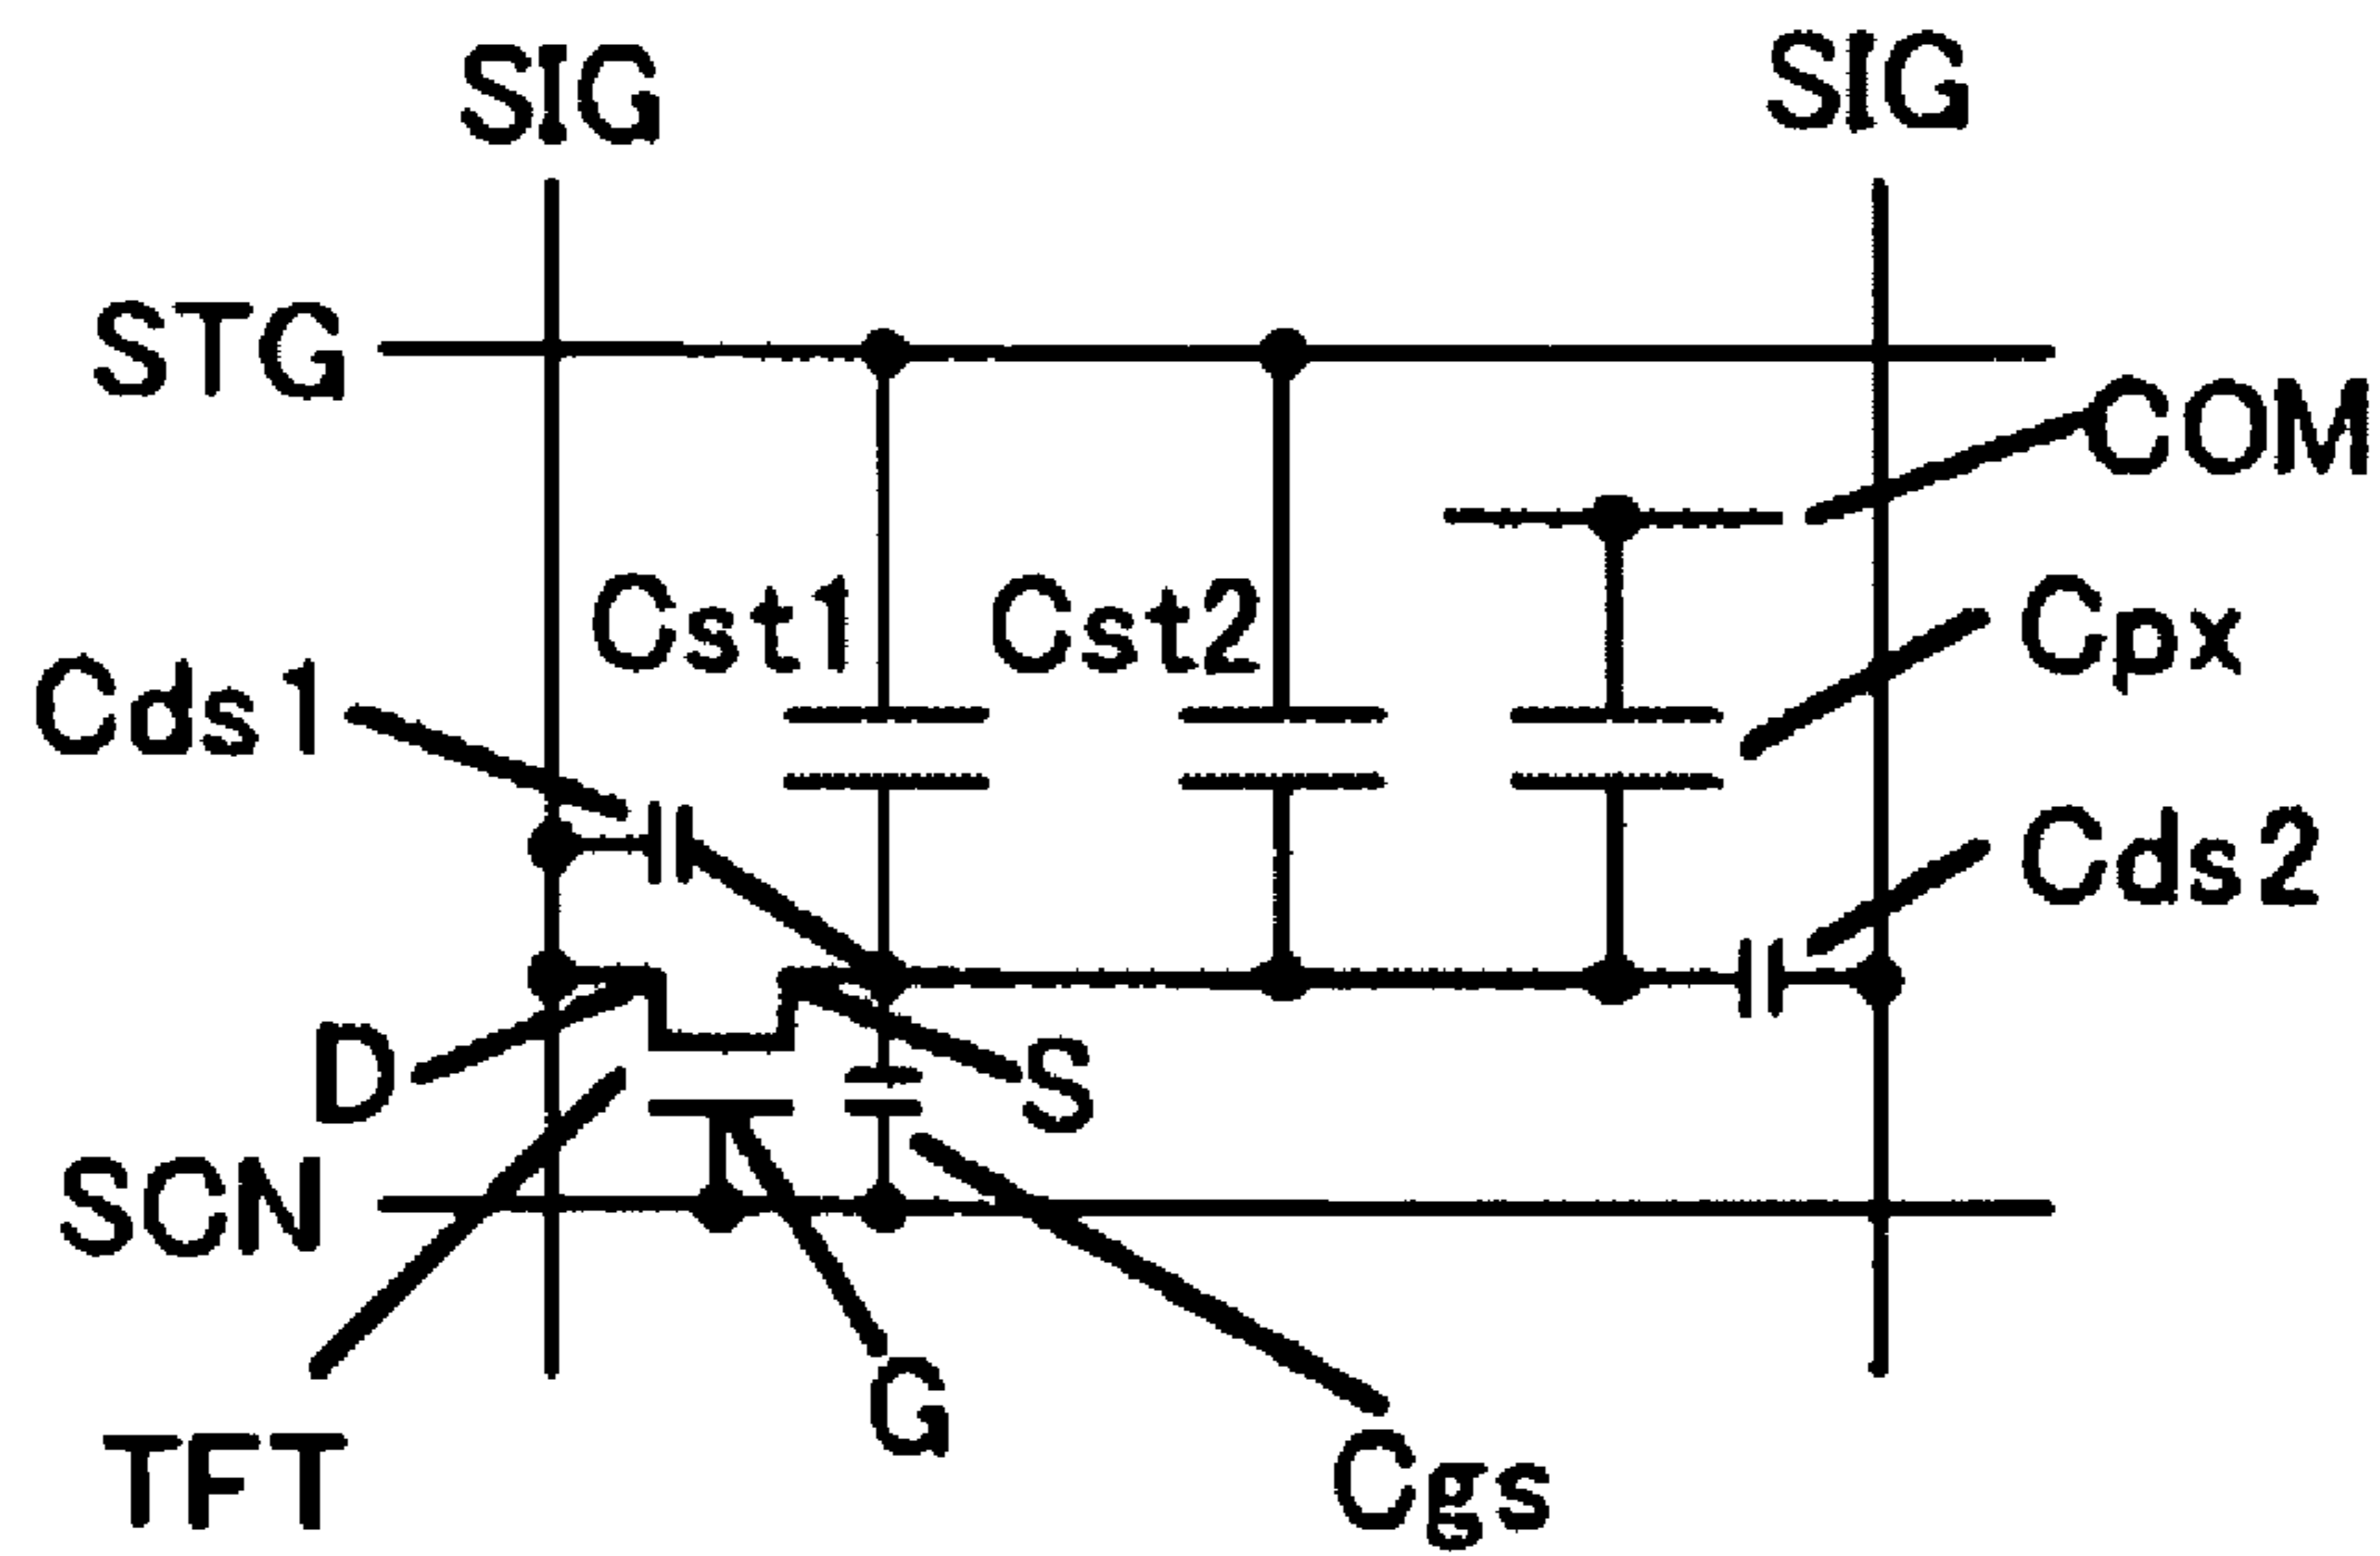 SIG
SIG
STG
COM
Cst1
Cst2
Cpx
Cds1
Cds2
D
S
SCN
G
TFT
Cgs